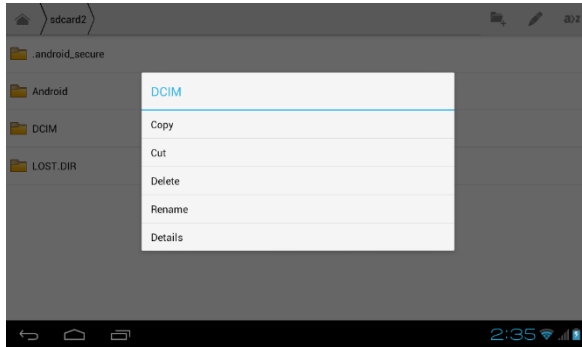 sdcard2
a>z
.android_secure
Android
DCIM
LOST.DIR
DCIM
Copy
Cut
Delete
Rename
Details
2:35